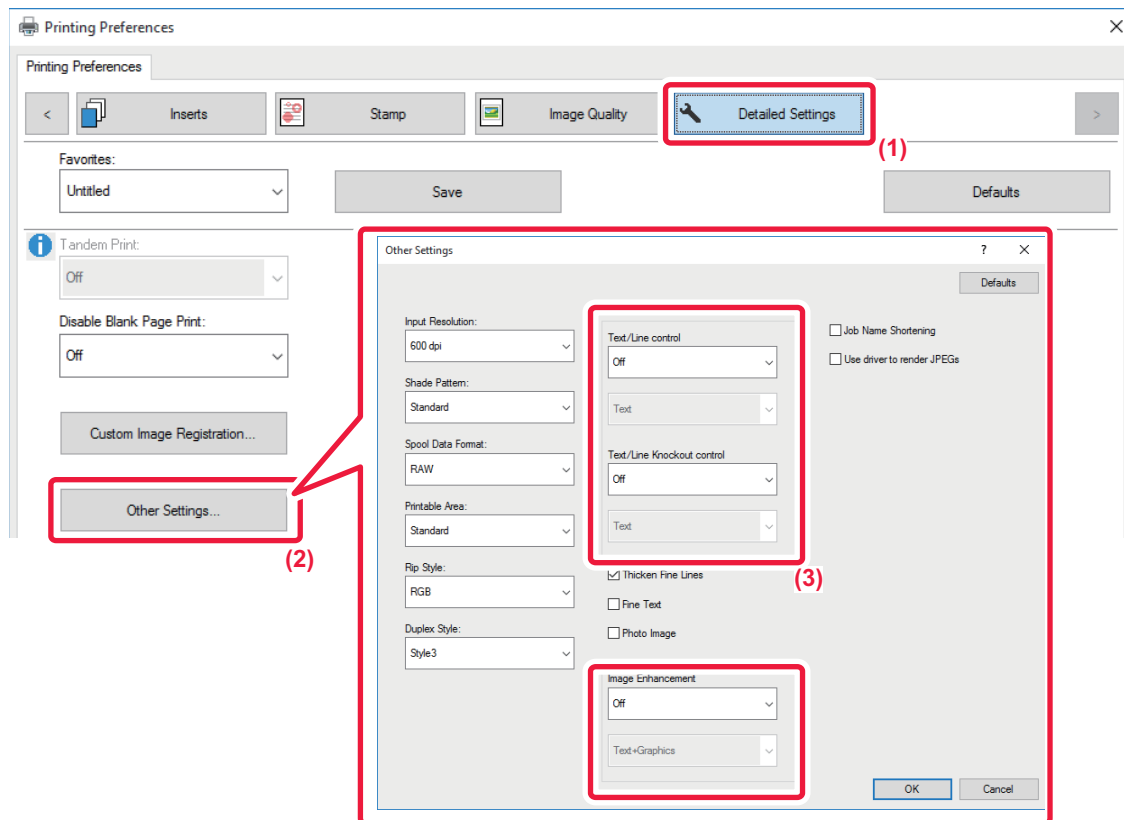 Printing Preferences
Printing Preferences
<
Inserts
Stamp
Image Quality
Detailed Settings
>
(1)
Favorites:
Untitled
Save
Defaults
Tandem Print:
Off
Disable Blank Page Print:
Off
Custom Image Registration...
Other Settings...
(2)
Other Settings
?
Defaults
Input Resolution:
600 dpi
Shade Pattern:
Standard
Spool Data Format:
RAW
Printable Area:
Standard
Rip Style:
RGB
Duplex Style:
Style3
Text/Line control
Off
Text
Text/Line Knockout control
Off
Text
(3)
Thicken Fine Lines
Fine Text
Photo Image
Image Enhancement
Off
Text+Graphics
Job Name Shortening
Use driver to render JPEGs
OK
Cancel